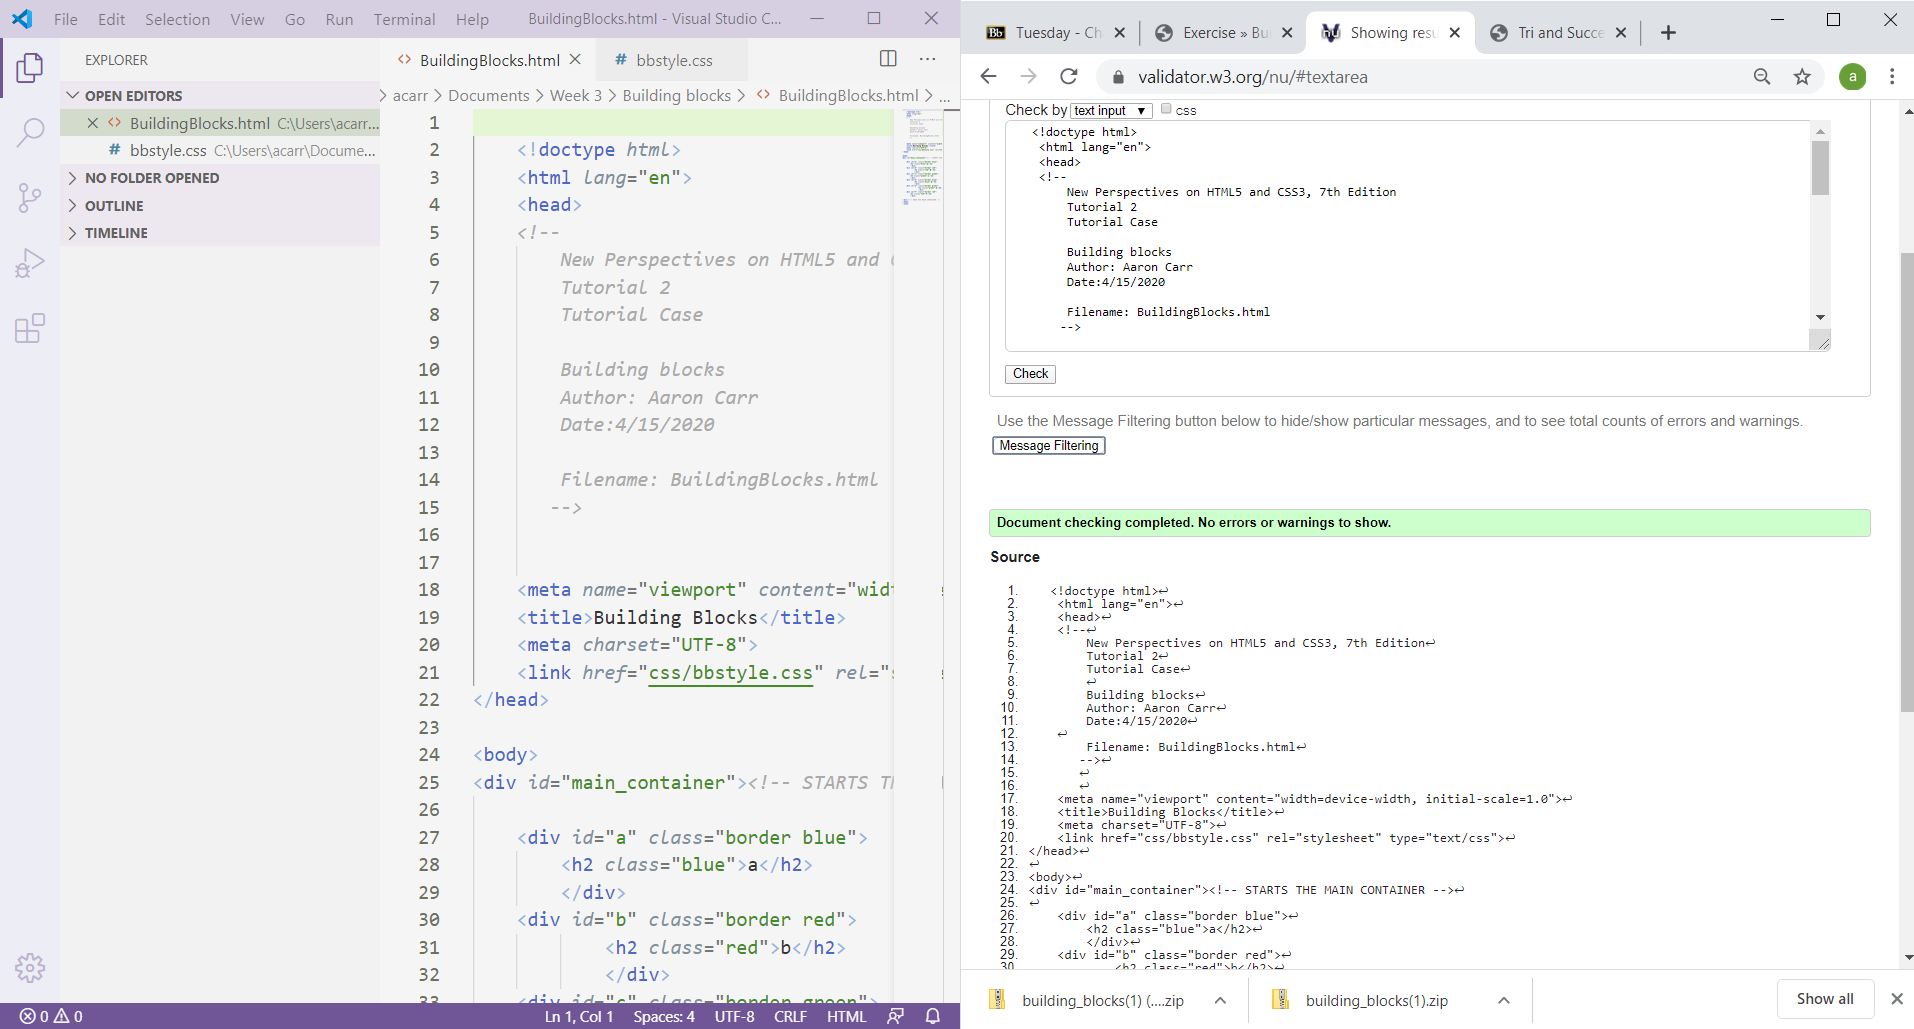 File Edit Selection View Go Run Terminal Help BuildingBlocks.html - Visual Studio C...
EXPLORER
OPEN EDITORS
BuildingBlocks.html C:\Users\acarr...
# bbstyle.css C:\Users\acarr\Docume...
NO FOLDER OPENED
OUTLINE
TIMELINE
<> BuildingBlocks.html # bbstyle.css ...
> acarr > Documents > Week 3 > Building blocks > <> BuildingBlocks.html > ...
1
2 <!doctype html>
3 <html lang="en">
4 <head>
5 <!--
6 New Perspectives on HTML5 and
7 Tutorial 2
8 Tutorial Case
9
10 Building blocks
11 Author: Aaron Carr
12 Date:4/15/2020
13
14 Filename: BuildingBlocks.html
15 -->
16
17
18 <meta name="viewport" content="widt
19 <title>Building Blocks</title>
20 <meta charset="UTF-8">
21 <link href="css/bbstyle.css" rel="s
22 </head>
23
24 <body>
25 <div id="main_container"><!-- STARTS T
26
27 <div id="a" class="border blue">
28 <h2 class="blue">a</h2>
29 </div>
30 <div id="b" class="border red">
31 <h2 class="red">b</h2>
32 </div>
33 <div id="c" class="border green">
0 0 Ln 1, Col 1 Spaces: 4 UTF-8 CRLF HTML
Bb Tuesday - Ch Exercise » Bui Showing resu Tri and Succe
validator.w3.org/nu/#textarea a
Check by text input css
<!doctype html>
<html lang="en">
<head>
<!--
New Perspectives on HTML5 and CSS3, 7th Edition
Tutorial 2
Tutorial Case
Building blocks
Author: Aaron Carr
Date:4/15/2020
Filename: BuildingBlocks.html
-->
Check
Use the Message Filtering button below to hide/show particular messages, and to see total counts of errors and warnings.
Message Filtering
Document checking completed. No errors or warnings to show.
Source
1. <!doctype html>↩
2. <html lang="en">↩
3. <head>↩
4. <!--↩
5. New Perspectives on HTML5 and CSS3, 7th Edition↩
6. Tutorial 2↩
7. Tutorial Case↩
8. ↩
9. Building blocks↩
10. Author: Aaron Carr↩
11. Date:4/15/2020↩
12. ↩
13. Filename: BuildingBlocks.html↩
14. -->↩
15. ↩
16. ↩
17. <meta name="viewport" content="width=device-width, initial-scale=1.0">↩
18. <title>Building Blocks</title>↩
19. <meta charset="UTF-8">↩
20. <link href="css/bbstyle.css" rel="stylesheet" type="text/css">↩
21. </head>↩
22. ↩
23. <body>↩
24. <div id="main_container"><!-- STARTS THE MAIN CONTAINER -->↩
25. ↩
26. <div id="a" class="border blue">↩
27. <h2 class="blue">a</h2>↩
28. </div>↩
29. <div id="b" class="border red">↩
30. <h2 class="red">b</h2>↩
building_blocks(1) (....zip building_blocks(1).zip Show all